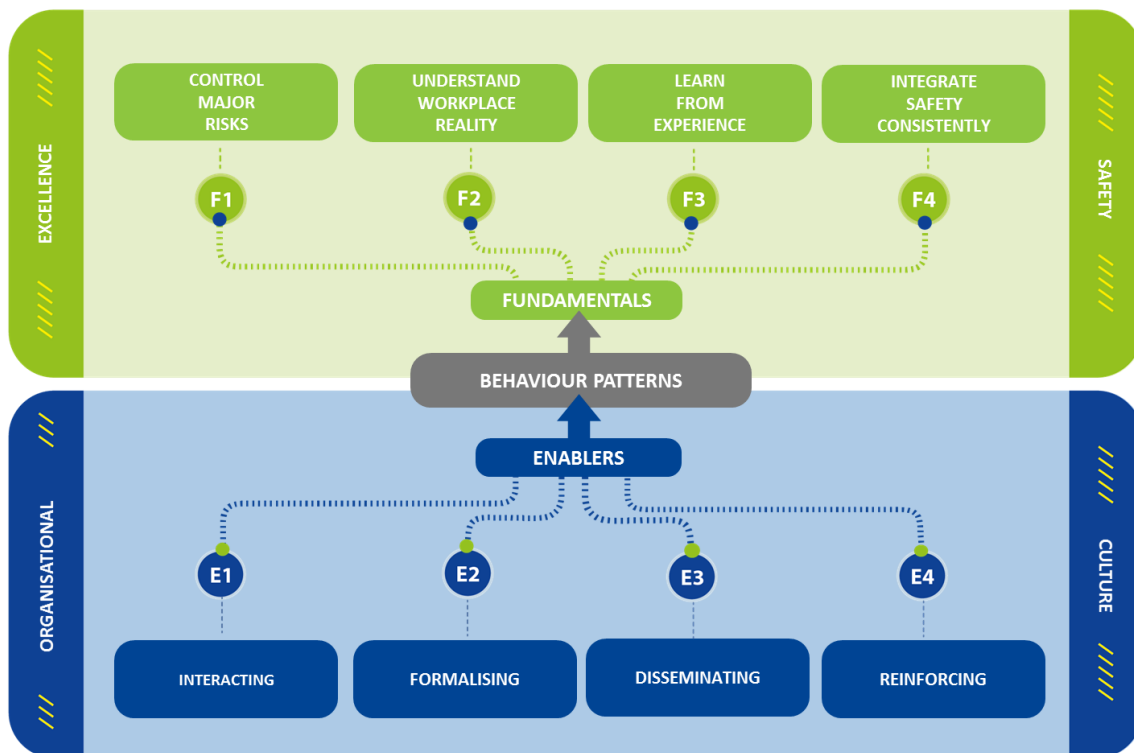 EXCELLENCE
SAFETY
CONTROL
MAJOR
RISKS
UNDERSTAND
WORKPLACE
REALITY
LEARN
FROM
EXPERIENCE
INTEGRATE
SAFETY
CONSISTENTLY
F1
F2
F3
F4
FUNDAMENTALS
BEHAVIOUR PATTERNS
ENABLERS
ORGANISATIONAL
CULTURE
E1
E2
E3
E4
INTERACTING
FORMALISING
DISSEMINATING
REINFORCING